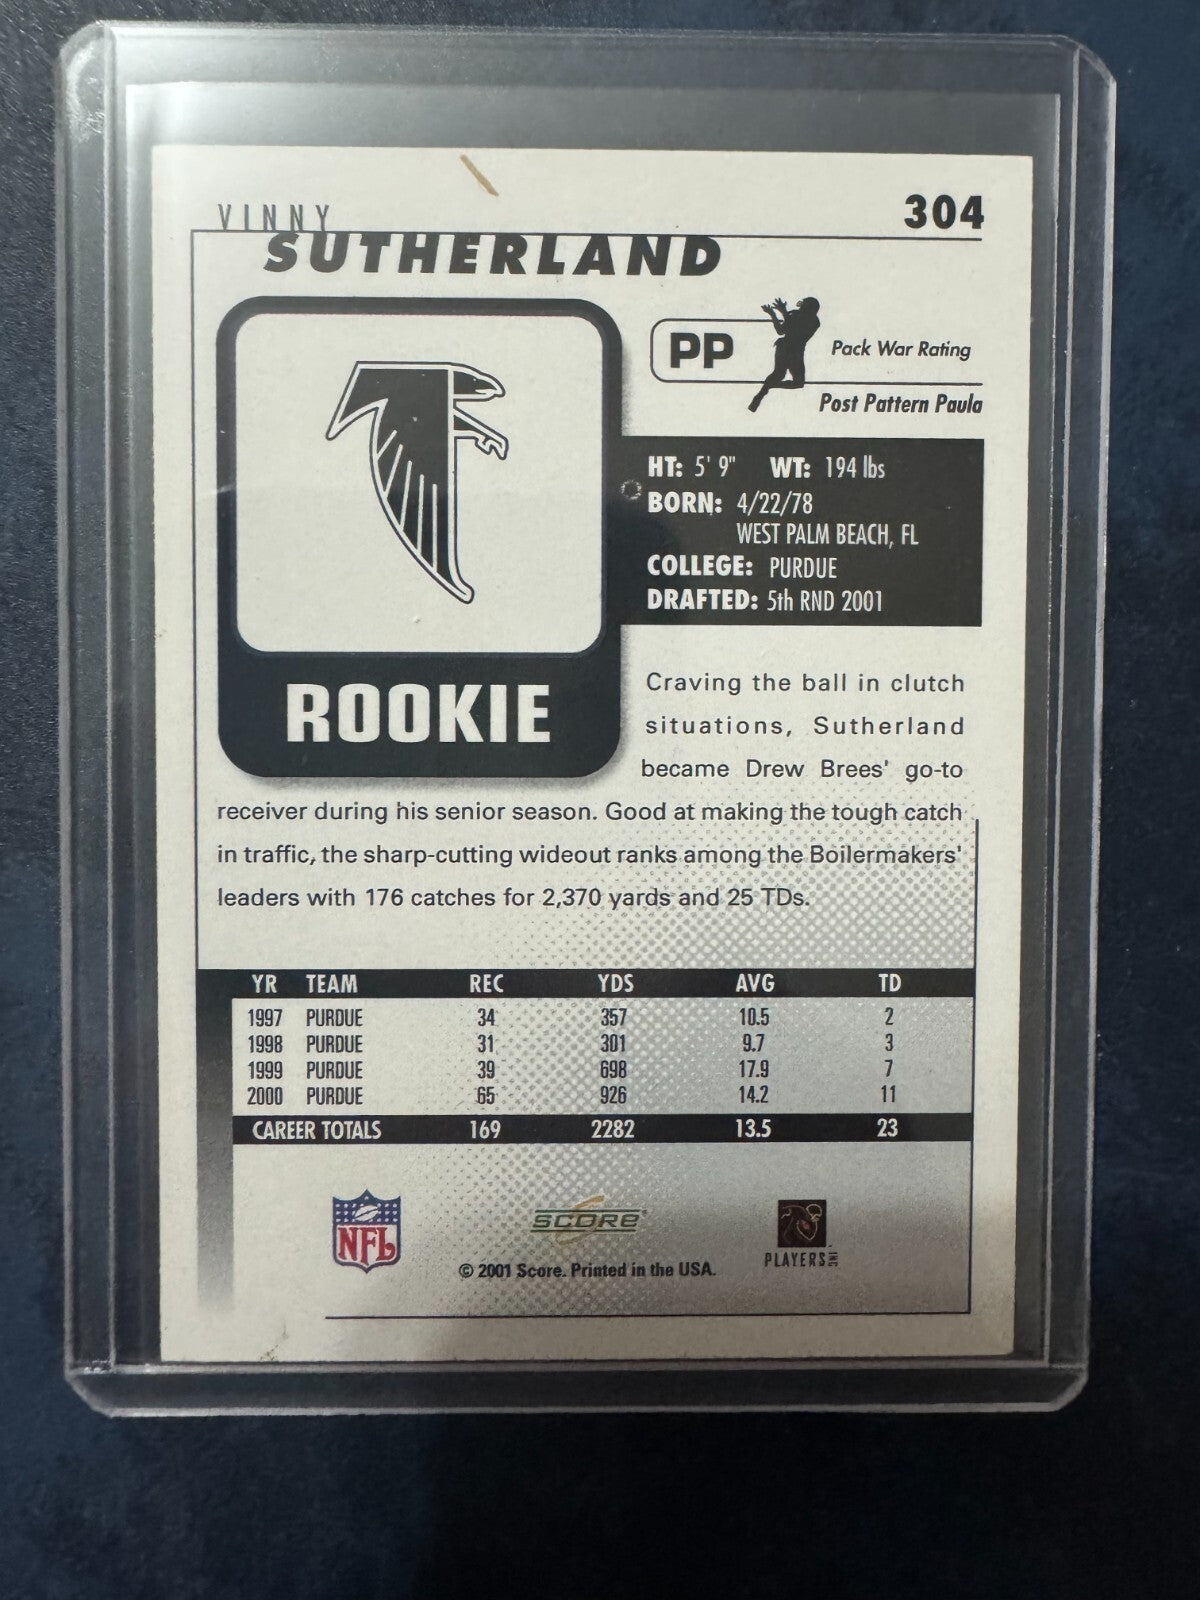 VINNY
304
SUTHERLAND
PP
Pack War Rating
Post Pattern Paula
HT: 5' 9" WT: 194 lbs
BORN: 4/22/78
WEST PALM BEACH, FL
COLLEGE: PURDUE
DRAFTED: 5th RND 2001
ROOKIE
Craving the ball in clutch
situations, Sutherland
became Drew Brees' go-to
receiver during his senior season. Good at making the tough catch
in traffic, the sharp-cutting wideout ranks among the Boilermakers'
leaders with 176 catches for 2,370 yards and 25 TDs.
YR TEAM REC YDS AVG TD
1997 PURDUE 34 357 10.5 2
1998 PURDUE 31 301 9.7 3
1999 PURDUE 39 698 17.9 7
2000 PURDUE 65 926 14.2 11
CAREER TOTALS 169 2282 13.5 23
NFL
SCORE®
PLAYERS INC
© 2001 Score. Printed in the USA.